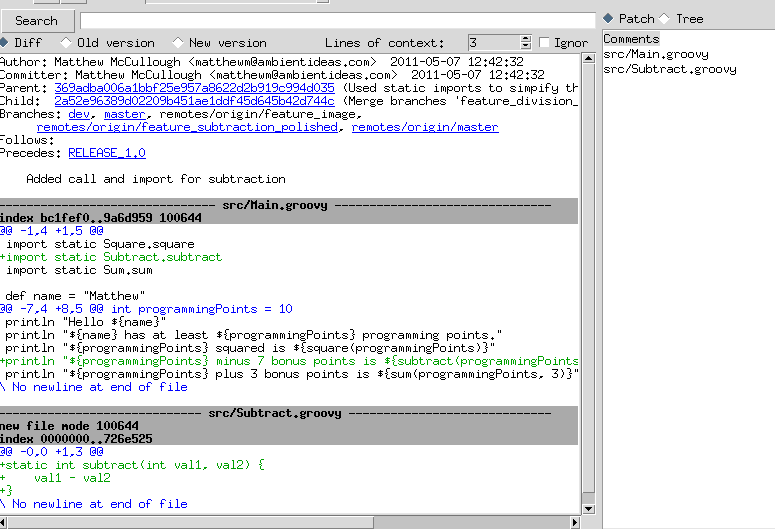 Search
Patch Tree
Diff Old version New version Lines of context: 3 Ignor
Comments
src/Main.groovy
src/Subtract.groovy
Author: Matthew McCullough <matthewm@ambientideas.com>  2011-05-07 12:42:32
Committer: Matthew McCullough <matthewm@ambientideas.com>  2011-05-07 12:42:32
Parent: 369adba006a1bbf25e957a8622d2b919c994d035 (Used static imports to simpify th
Child:  2a52e96389d02209b451ae1ddf45d645b42d744c (Merge branches 'feature_division_
Branches: dev, master, remotes/origin/feature_image,
remotes/origin/feature_subtraction_polished, remotes/origin/master
Follows:
Precedes: RELEASE_1.0
Added call and import for subtraction
------------------------------- src/Main.groovy -------------------------------
index bc1fef0..9a6d959 100644
@@ -1,4 +1,5 @@
import static Square.square
+import static Subtract.subtract
import static Sum.sum
def name = "Matthew"
@@ -7,4 +8,5 @@ int programmingPoints = 10
println "Hello ${name}"
println "${name} has at least ${programmingPoints} programming points."
println "${programmingPoints} squared is ${square(programmingPoints)}"
+println "${programmingPoints} minus 7 bonus points is ${subtract(programmingPoints
println "${programmingPoints} plus 3 bonus points is ${sum(programmingPoints, 3)}"
\ No newline at end of file
----------------------------- src/Subtract.groovy -----------------------------
new file mode 100644
index 0000000..726e525
@@ -0,0 +1,3 @@
+static int subtract(int val1, val2) {
+    val1 - val2
+}
\ No newline at end of file